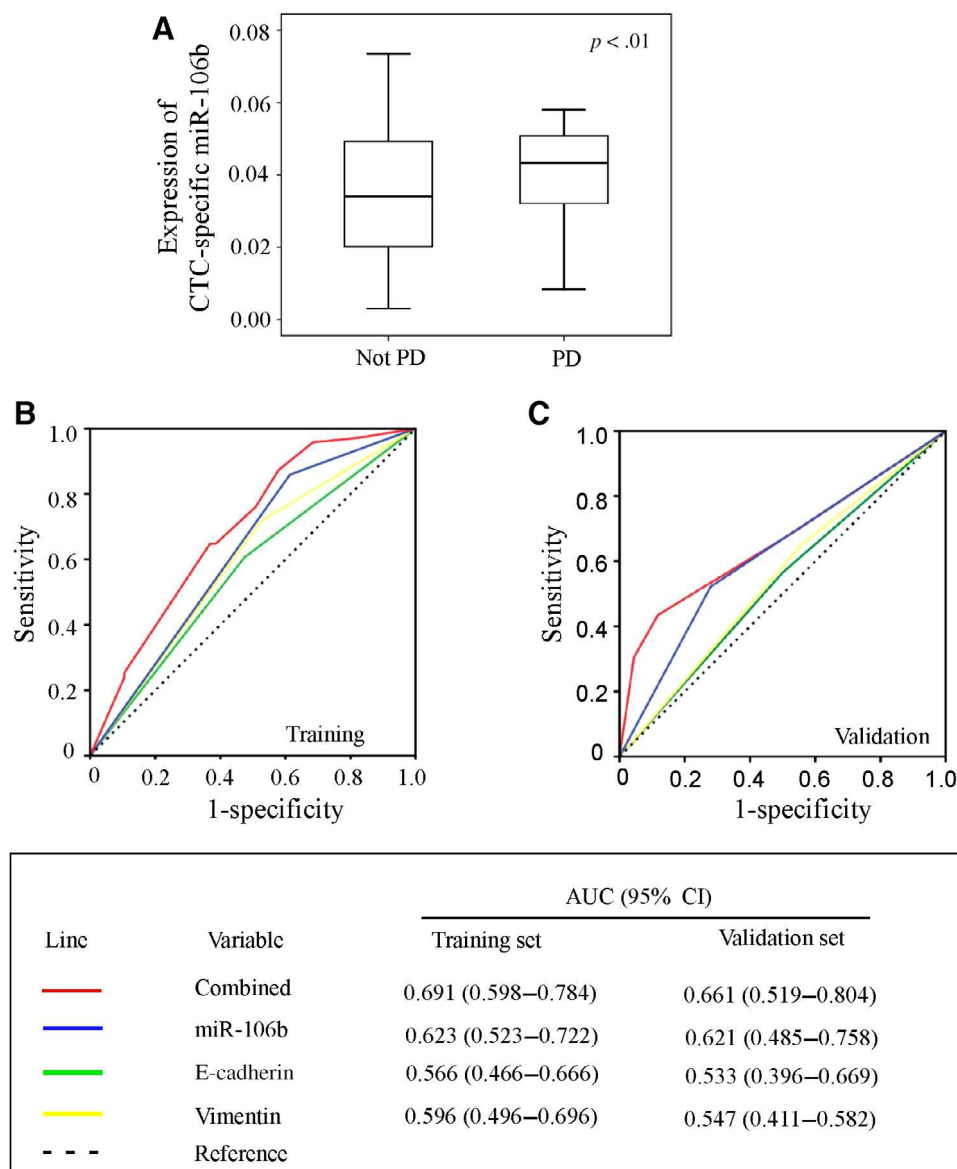 A
p < .01
Expression of
CTC-specific miR-106b
0.08
0.06
0.04
0.02
0.00
Not PD
PD
B
Sensitivity
1.0
0.8
0.6
0.4
0.2
0
Training
0 0.2 0.4 0.6 0.8 1.0
1-specificity
C
Sensitivity
1.0
0.8
0.6
0.4
0.2
0
Validation
0 0.2 0.4 0.6 0.8 1.0
1-specificity
AUC (95% CI)
Line Variable Training set Validation set
Combined 0.691 (0.598–0.784) 0.661 (0.519–0.804)
miR-106b 0.623 (0.523–0.722) 0.621 (0.485–0.758)
E-cadherin 0.566 (0.466–0.666) 0.533 (0.396–0.669)
Vimentin 0.596 (0.496–0.696) 0.547 (0.411–0.582)
Reference